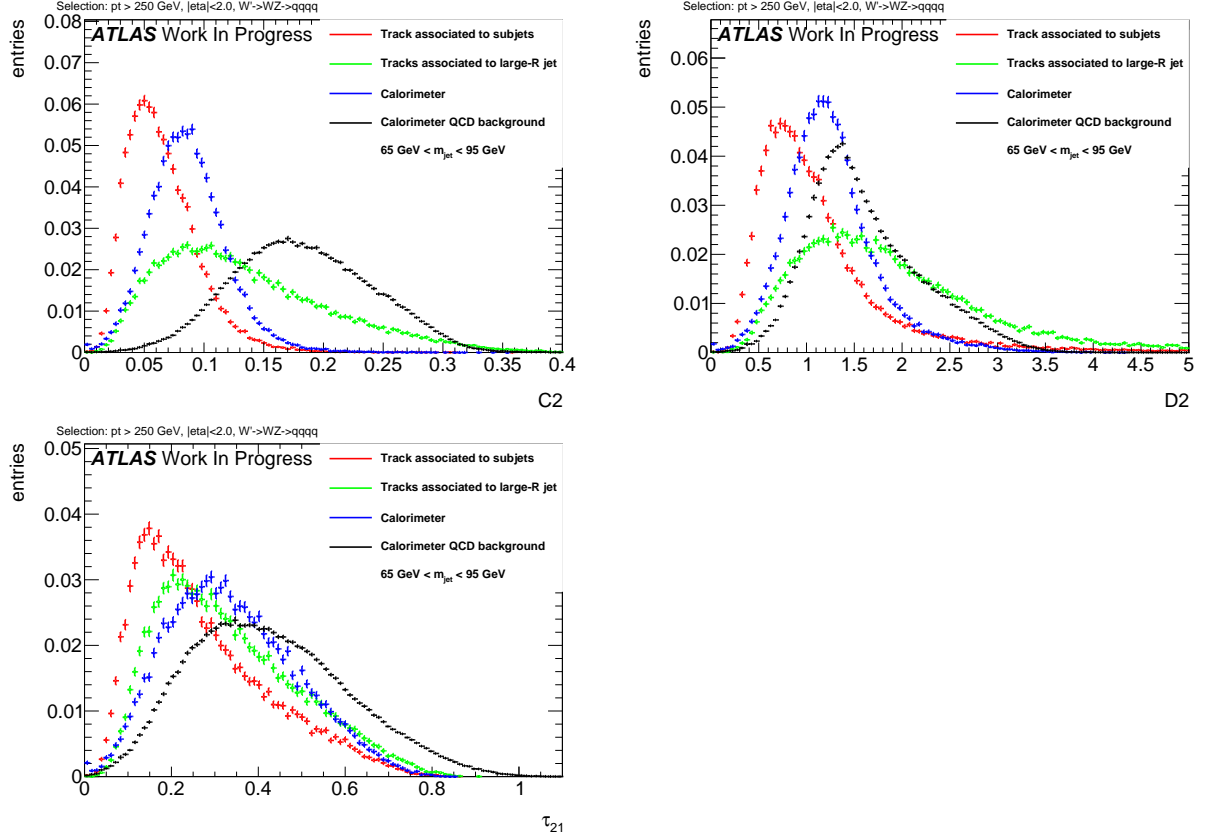 Selection: pt > 250 GeV, |eta|<2.0, W'->WZ->qqqq
entries
0.08
0.07
0.06
0.05
0.04
0.03
0.02
0.01
0
ATLAS Work In Progress
Track associated to subjets
Tracks associated to large-R jet
Calorimeter
Calorimeter QCD background
65 GeV < mjet < 95 GeV
0 0.05 0.1 0.15 0.2 0.25 0.3 0.35 0.4
C2
Selection: pt > 250 GeV, |eta|<2.0, W'->WZ->qqqq
entries
0.06
0.05
0.04
0.03
0.02
0.01
0
ATLAS Work In Progress
Track associated to subjets
Tracks associated to large-R jet
Calorimeter
Calorimeter QCD background
65 GeV < mjet < 95 GeV
0 0.5 1 1.5 2 2.5 3 3.5 4 4.5 5
D2
Selection: pt > 250 GeV, |eta|<2.0, W'->WZ->qqqq
entries
0.05
0.04
0.03
0.02
0.01
0
ATLAS Work In Progress
Track associated to subjets
Tracks associated to large-R jet
Calorimeter
Calorimeter QCD background
65 GeV < mjet < 95 GeV
0 0.2 0.4 0.6 0.8 1
τ21